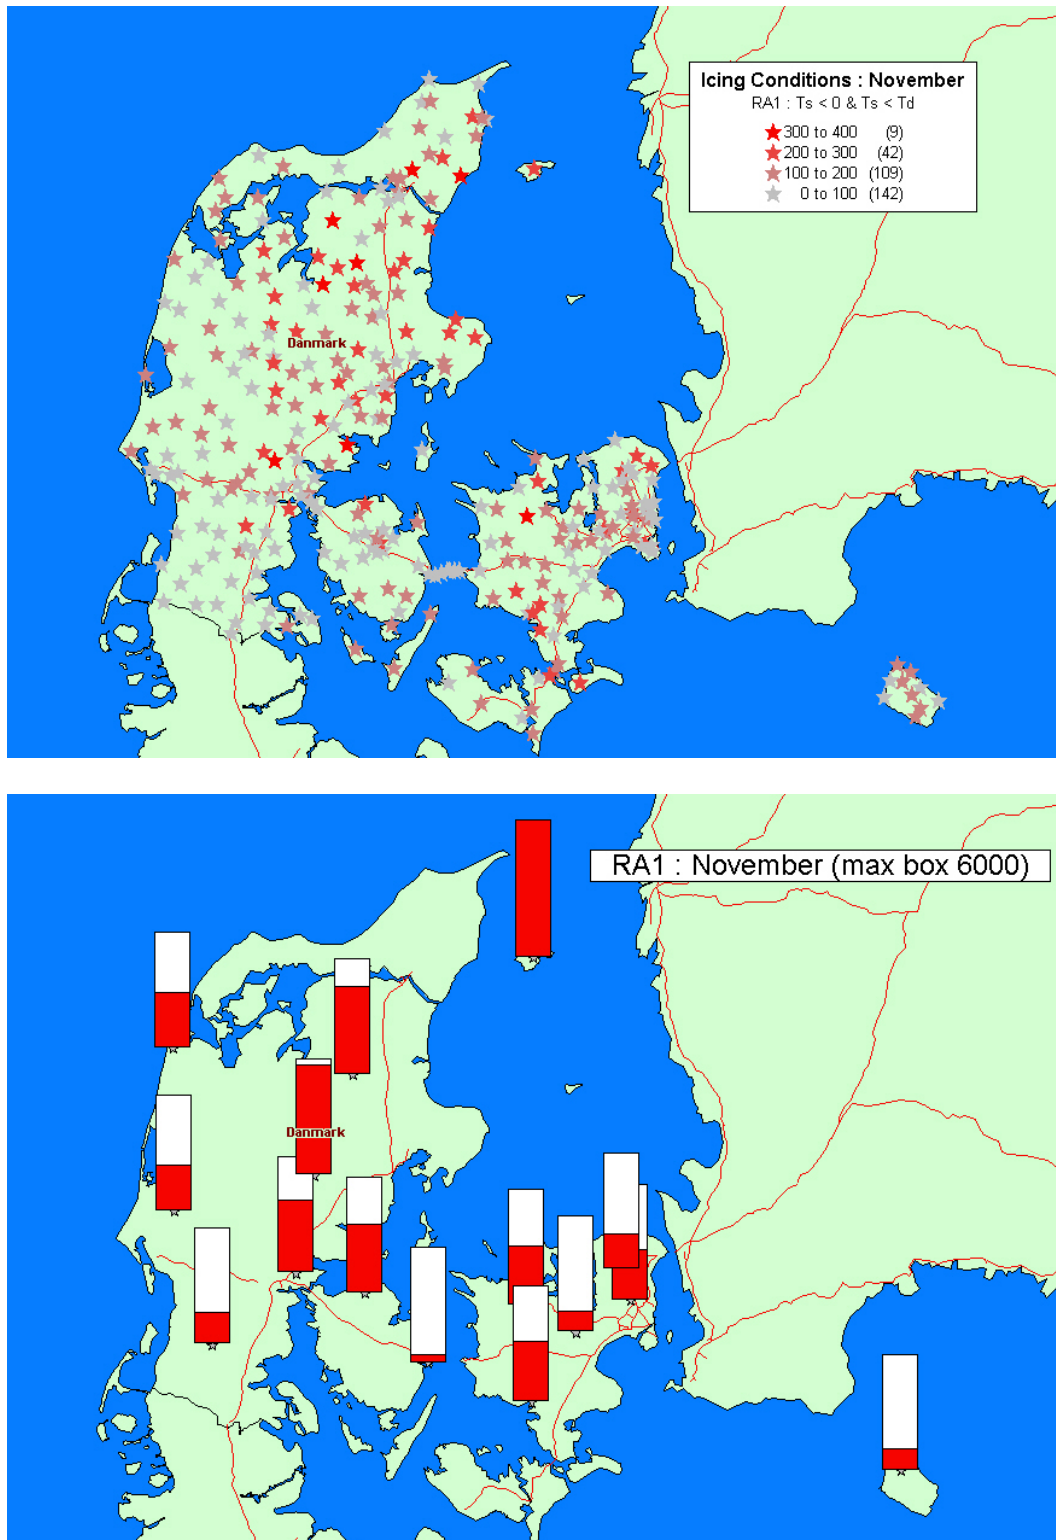 Icing Conditions : November
RA1 : Ts < 0 & Ts < Td
300 to 400 (9)
200 to 300 (42)
100 to 200 (109)
0 to 100 (142)
Danmark
RA1 : November (max box 6000)
Danmark